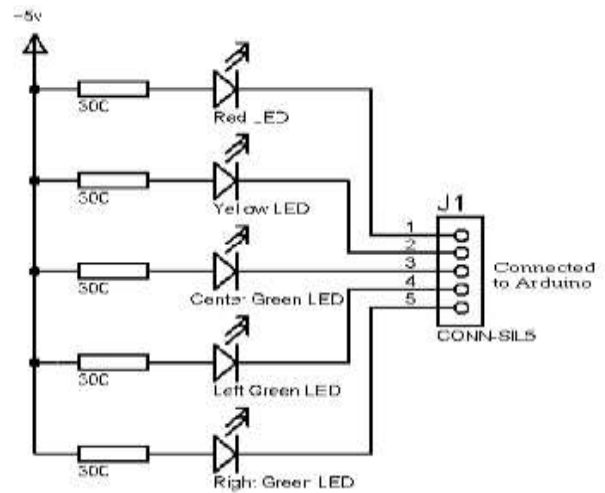 +5v
300
Red LED
300
Yellow LED
300
Center Green LED
300
Left Green LED
300
Right Green LED
J1
1
2
3
4
5
Connected
to Arduino
CONN-SIL5